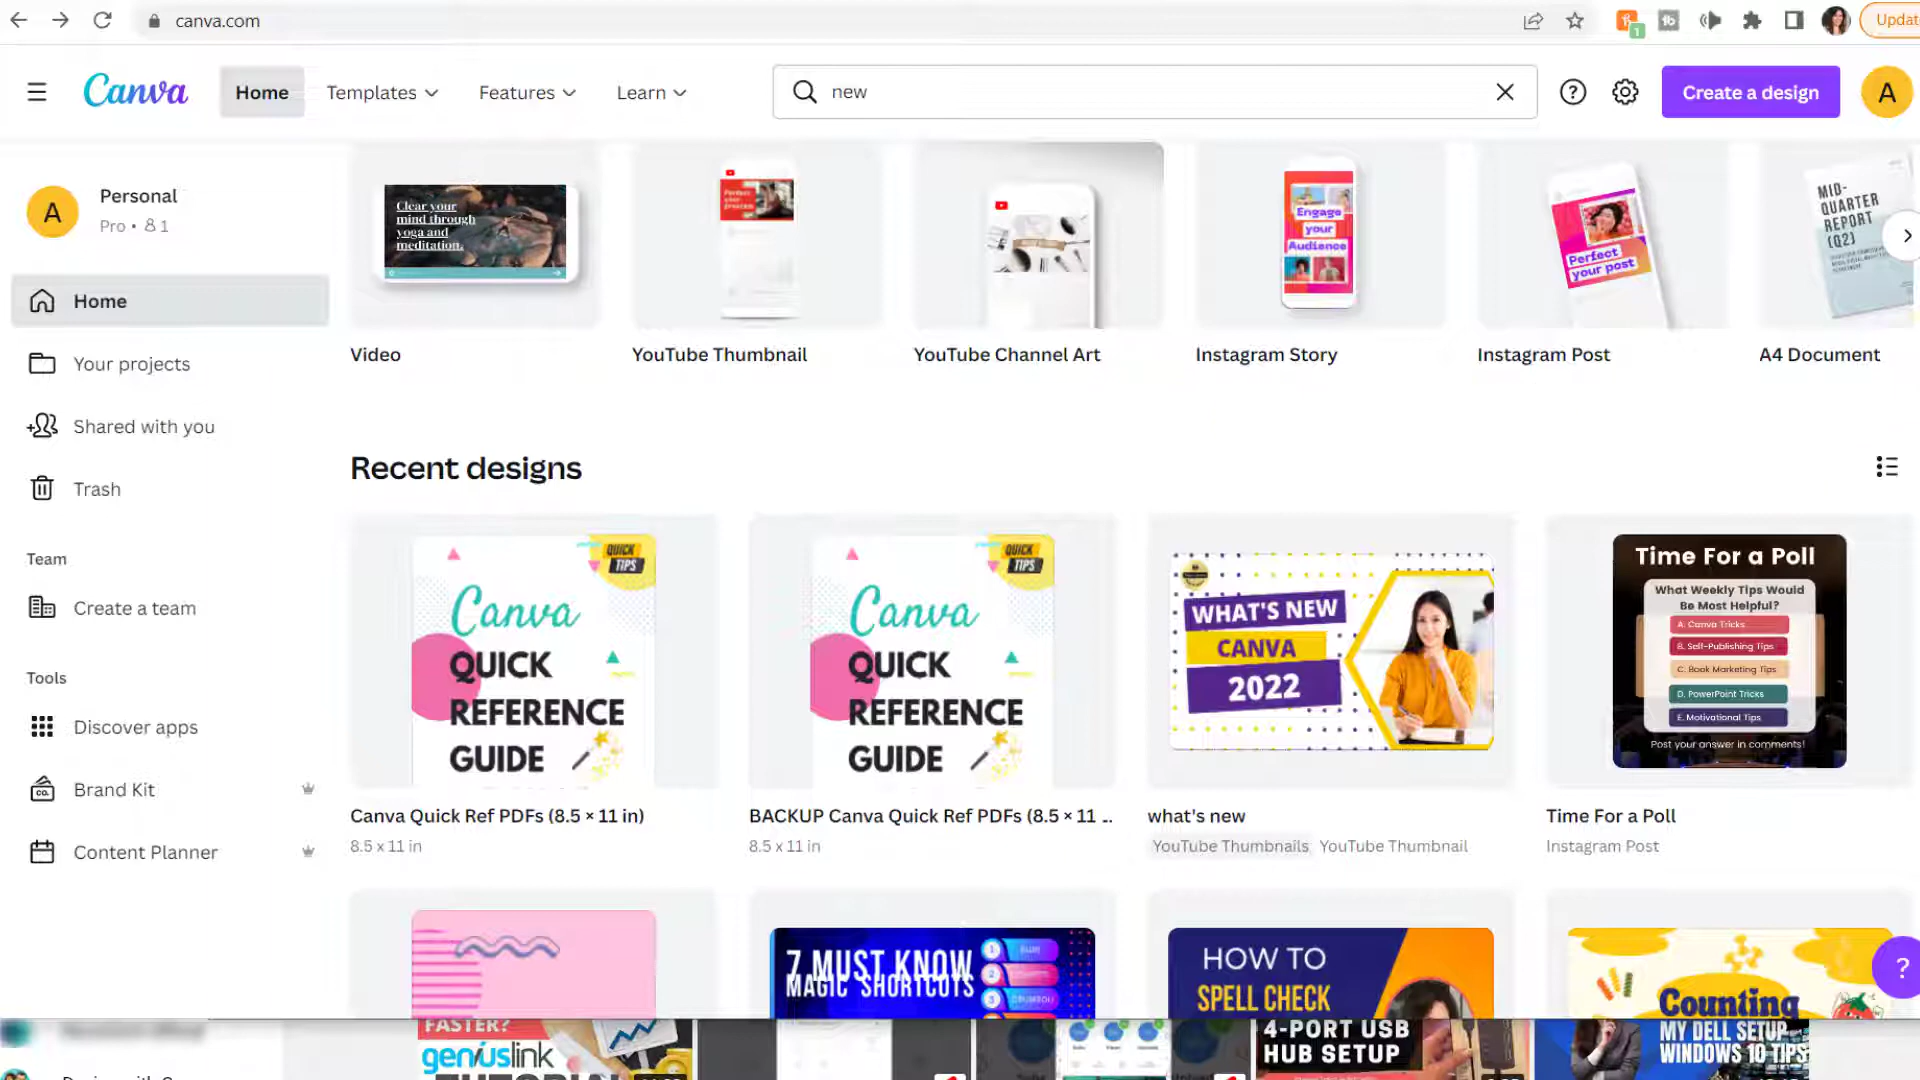 canva.com
Updat
Canva
Home
Templates
Features
Learn
new
Create a design
A
A
Personal
Pro • 1
Home
Your projects
Shared with you
Trash
Team
Create a team
Tools
Discover apps
Brand Kit
Content Planner
Clear your
mind through
yoga and
meditation.
Perfect
your
Engage
your
Audience
Perfect
your post
MID-
QUARTER
REPORT
(Q2)
Video
YouTube Thumbnail
YouTube Channel Art
Instagram Story
Instagram Post
A4 Document
Recent designs
QUICK
TIPS
Canva
QUICK
REFERENCE
GUIDE
QUICK
TIPS
Canva
QUICK
REFERENCE
GUIDE
WHAT'S NEW
CANVA
2022
Time For a Poll
What Weekly Tips Would
Be Most Helpful?
A. Canva Tricks
B. Self-Publishing Tips
C. Book Marketing Tips
D. PowerPoint Tricks
E. Motivational Tips
Post your answer in comments!
Canva Quick Ref PDFs (8.5 × 11 in)
8.5 x 11 in
BACKUP Canva Quick Ref PDFs (8.5 × 11 ...
8.5 x 11 in
what's new
YouTube Thumbnails YouTube Thumbnail
Time For a Poll
Instagram Post
7 MUST KNOW
MAGIC SHORTCUTS
1
2
3
HOW TO
SPELL CHECK
Counting
?
FASTER?
geniuslink
4-PORT USB
HUB SETUP
MY DELL SETUP
WINDOWS 10 TIPS